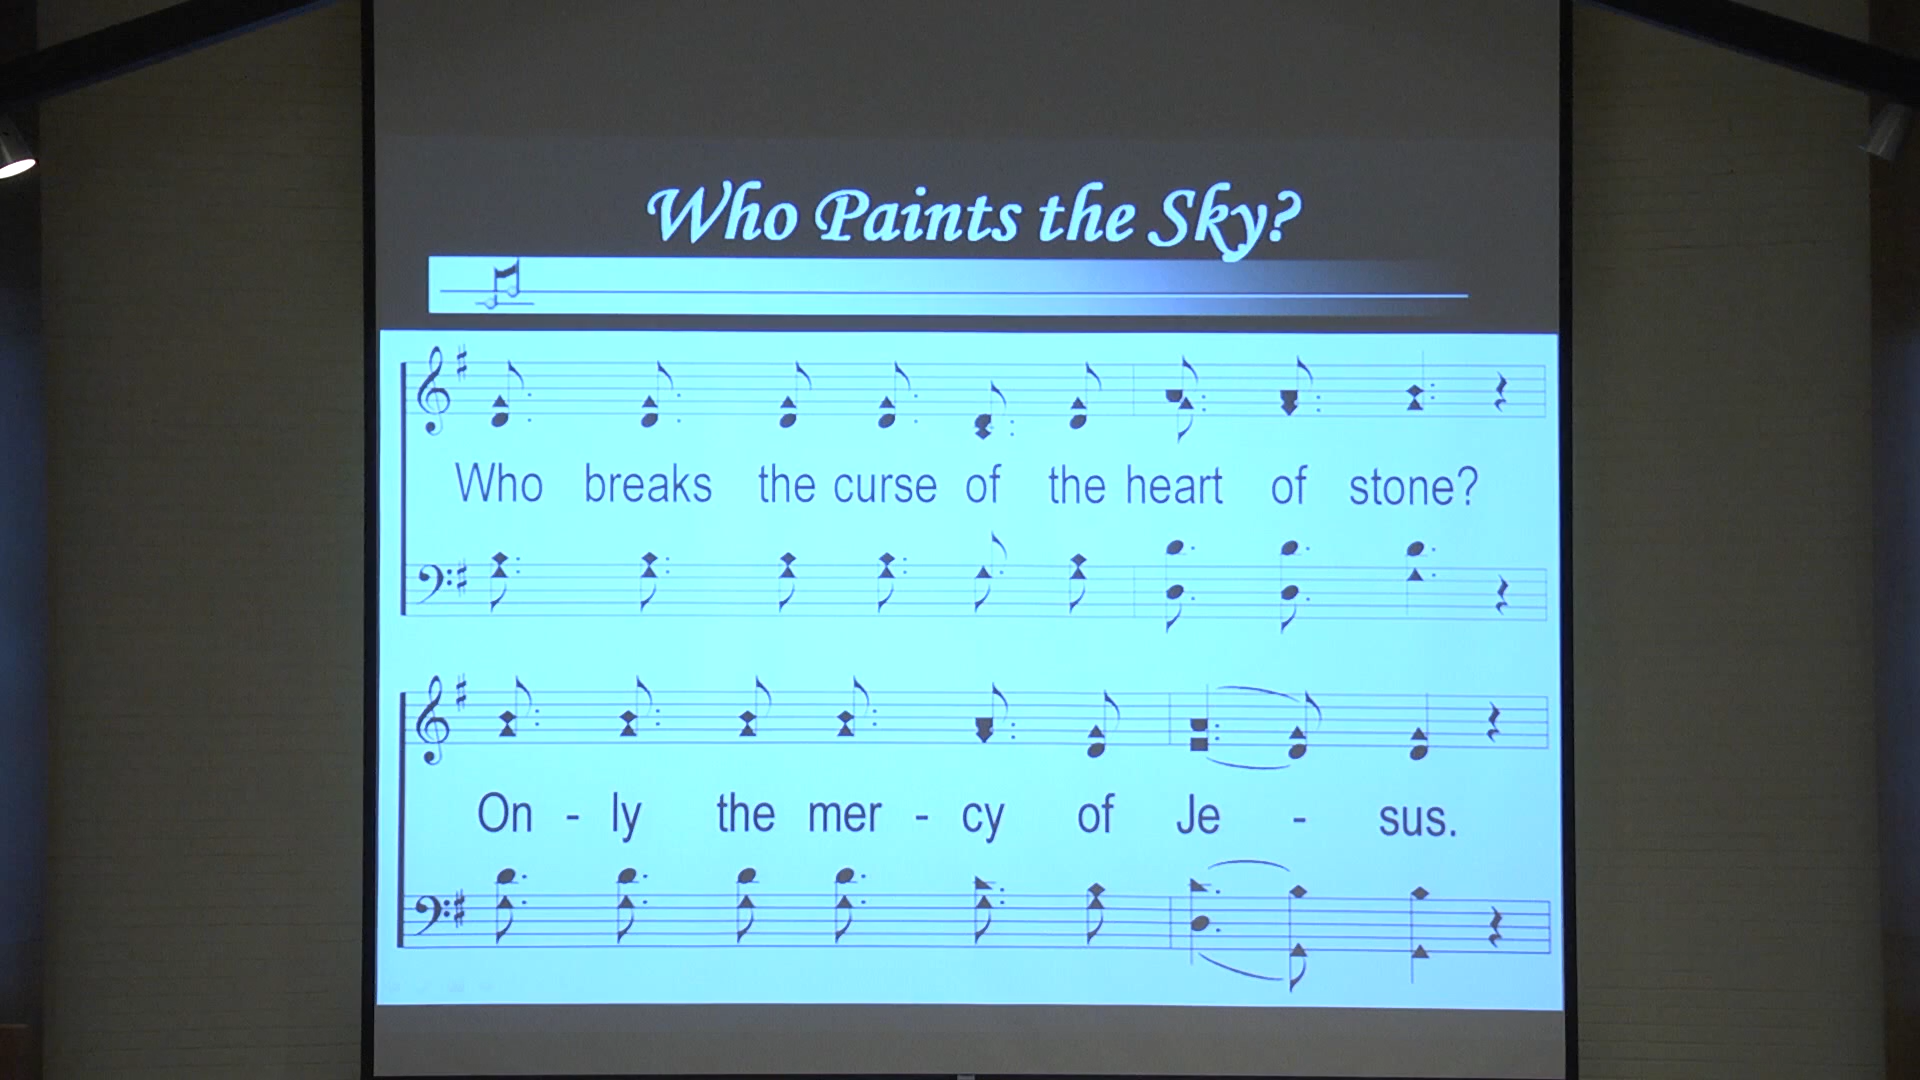 Who Paints the Sky?
Who breaks the curse of the heart of stone?
On - ly the mer - cy of Je - sus.